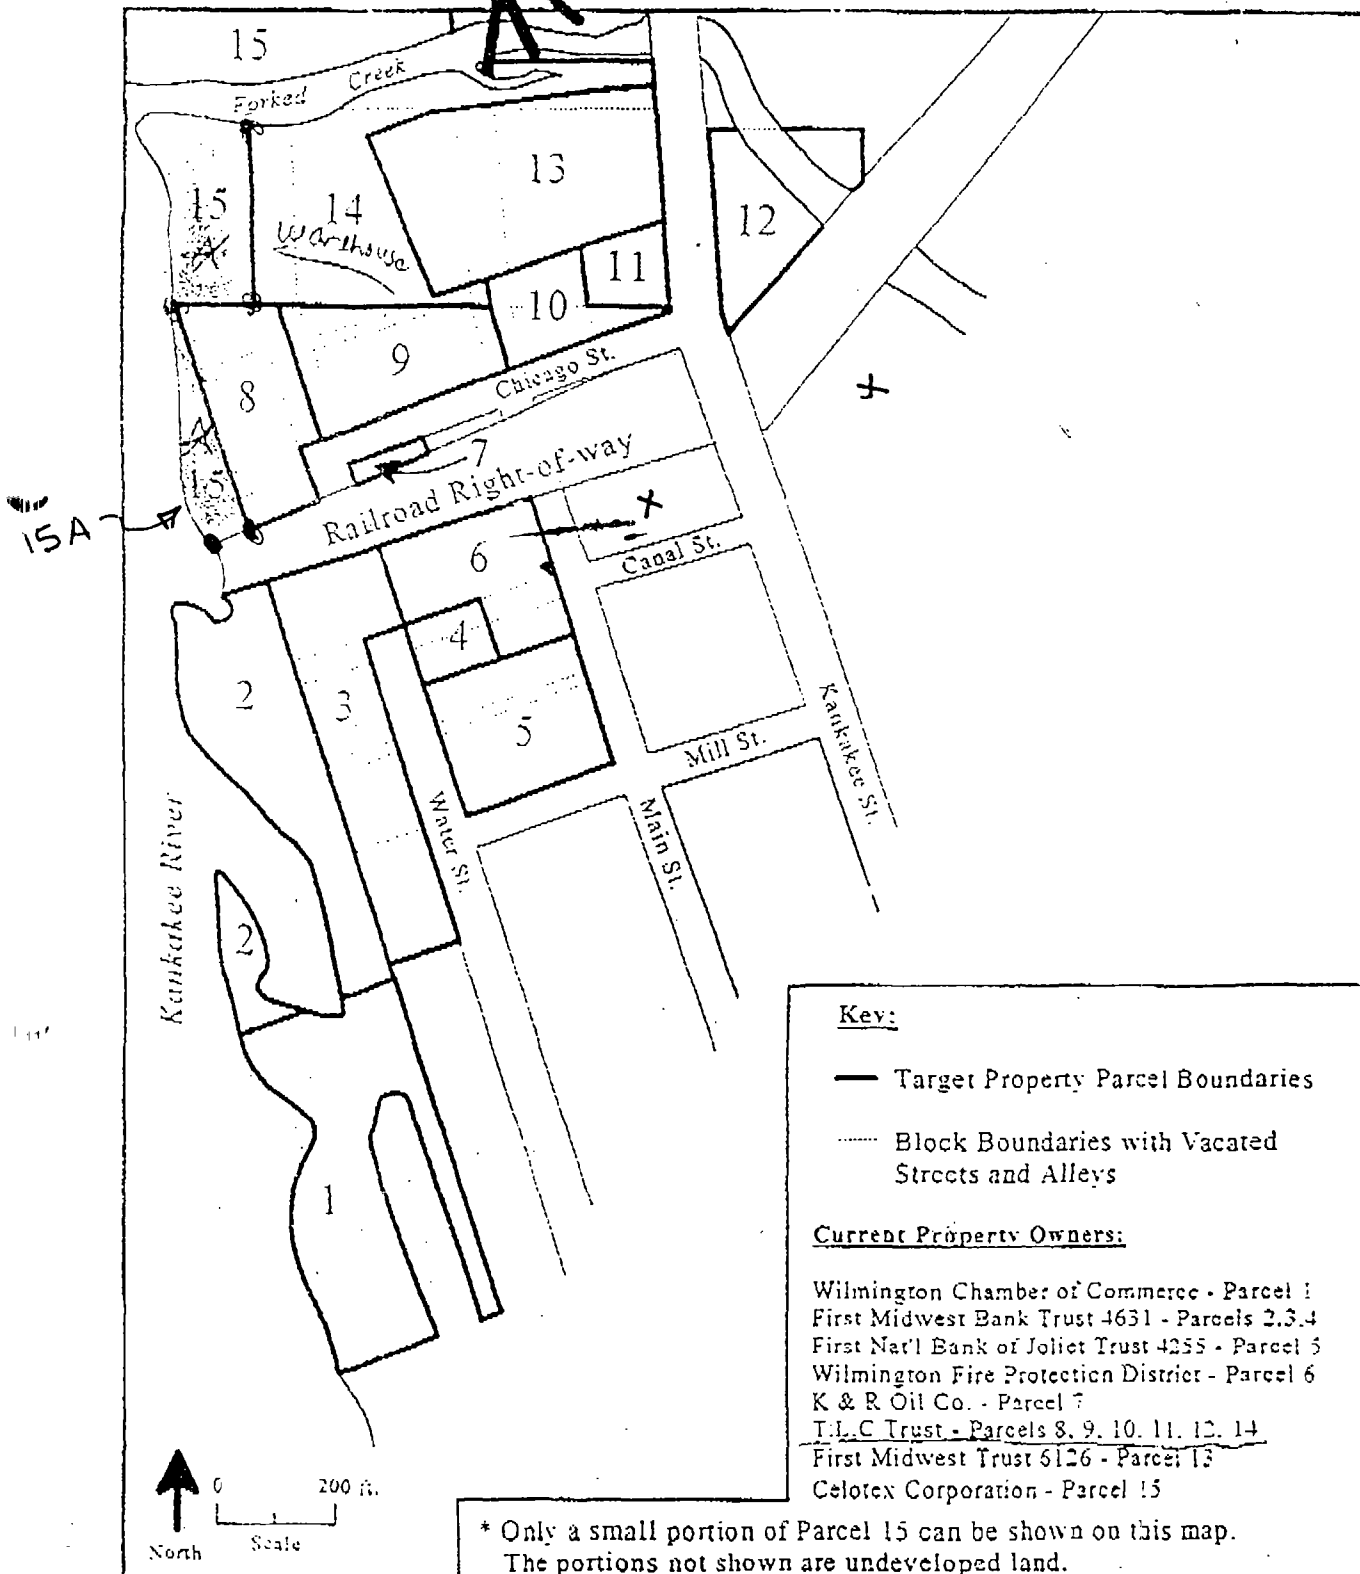 15
Forked Creek
13
15
A
14
Warehouse
12
11
10
9
8
Chicago St.
A
15
7
Railroad Right-of-way
15A
X
X
6
Canal St.
4
2
3
5
Mill St.
Kankakee St.
Water St.
Main St.
Kankakee River
2
1
Key:
Target Property Parcel Boundaries
Block Boundaries with Vacated
Streets and Alleys
Current Property Owners:
Wilmington Chamber of Commerce - Parcel 1
First Midwest Bank Trust 4631 - Parcels 2,3,4
First Nat'l Bank of Joliet Trust 4255 - Parcel 5
Wilmington Fire Protection District - Parcel 6
K & R Oil Co. - Parcel 7
T.L.C Trust - Parcels 8, 9, 10, 11, 12, 14
First Midwest Trust 6126 - Parcel 13
Celotex Corporation - Parcel 15
0 200 ft.
Scale
North
* Only a small portion of Parcel 15 can be shown on this map.
The portions not shown are undeveloped land.